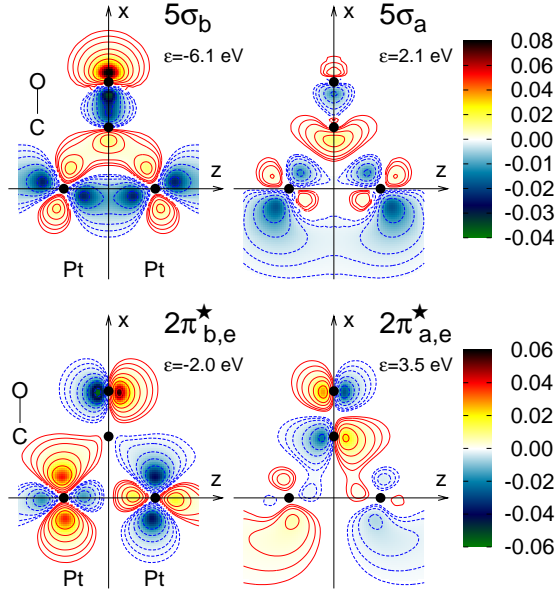 x 5σb
ε=-6.1 eV
O
C
z
Pt Pt
x 5σa
ε=2.1 eV
z
0.08
0.06
0.04
0.02
0.00
-0.01
-0.02
-0.03
-0.04
x 2π★b,e
ε=-2.0 eV
O
C
z
Pt Pt
x 2π★a,e
ε=3.5 eV
z
0.06
0.04
0.02
0.00
-0.02
-0.04
-0.06